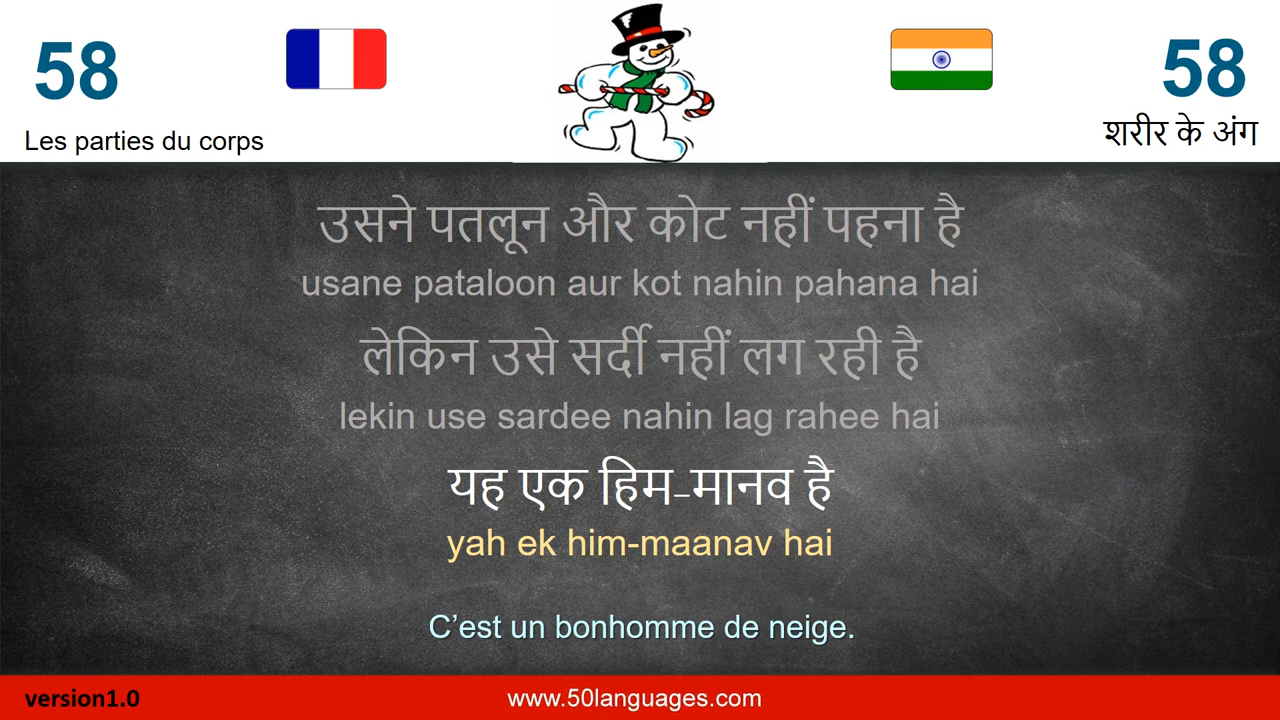 58
58
Les parties du corps
शरीर के अंग
उसने पतलून और कोट नहीं पहना है
usane pataloon aur kot nahin pahana hai
लेकिन उसे सर्दी नहीं लग रही है
lekin use sardee nahin lag rahee hai
यह एक हिम-मानव है
yah ek him-maanav hai
C’est un bonhomme de neige.
version1.0
www.50languages.com